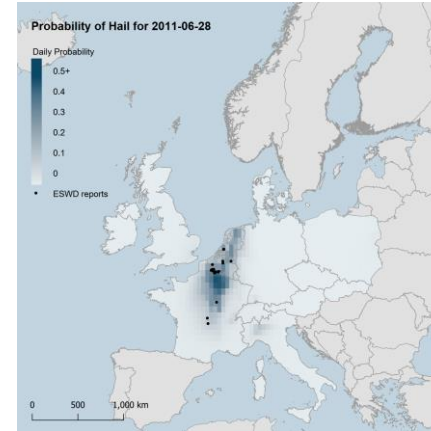 Probability of Hail for 2011-06-28
Daily Probability
0.5+
0.4
0.3
0.2
0.1
0
ESWD reports
0 500 1,000 km